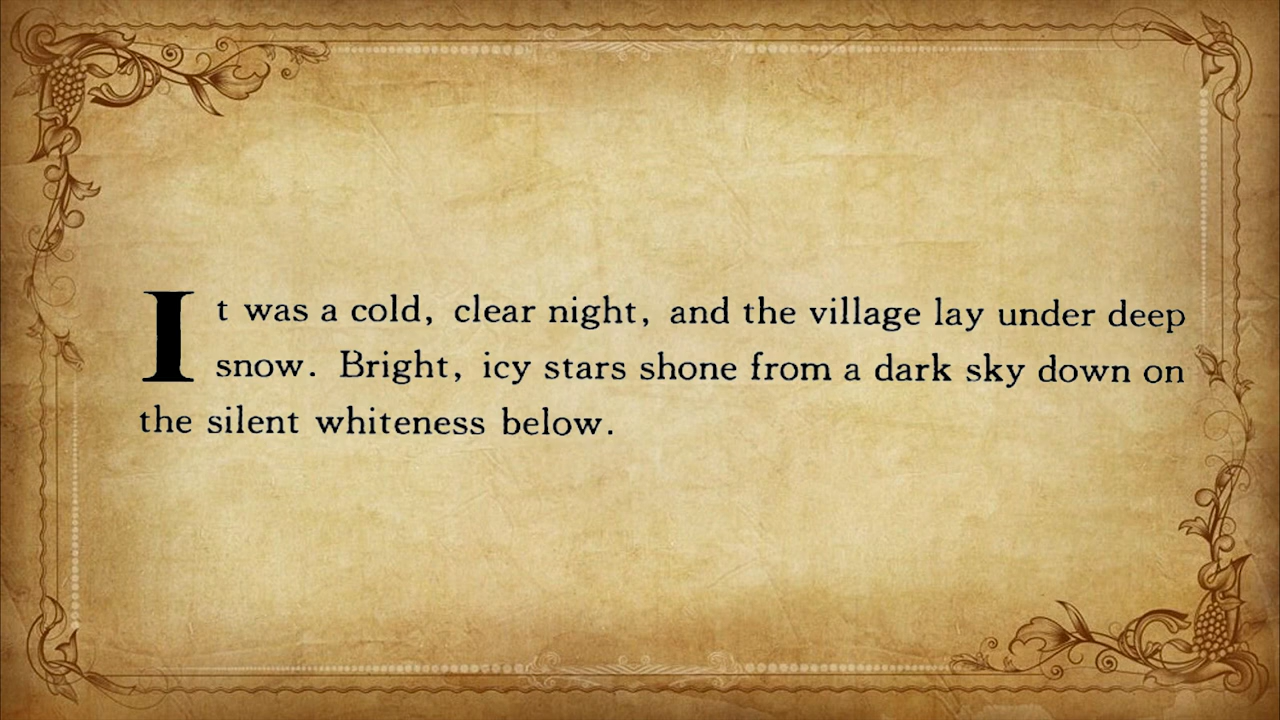 It was a cold, clear night, and the village lay under deep
snow. Bright, icy stars shone from a dark sky down on
the silent whiteness below.